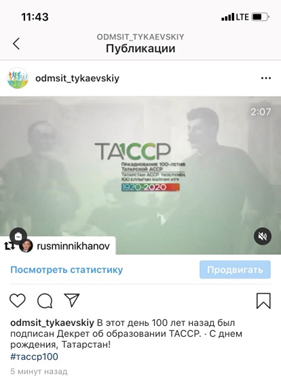 11:43
LTE
ODMSIT_TYKAEVSKIY
Публикации
odmsit_tykaevskiy
2:07
ТАССР
ПРАЗДНОВАНИЕ 100-ЛЕТИЯ
ТАТАРСКОЙ АССР
1920-2020
rusminnikhanov
Посмотреть статистику
Продвигать
odmsit_tykaevskiy В этот день 100 лет назад был
подписан Декрет об образовании ТАССР. - С днем
рождения, Татарстан!
#тасср100
5 минут назад